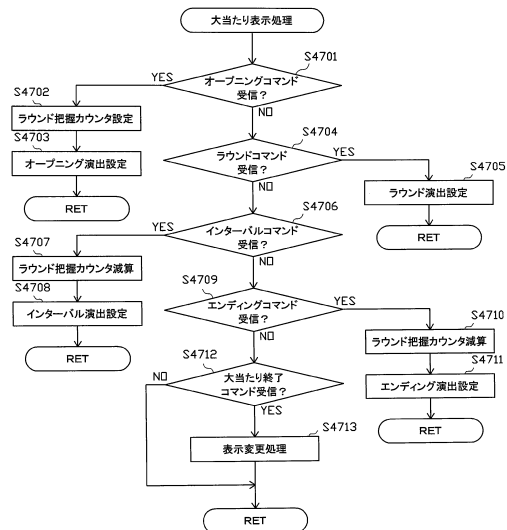 大当たり表示処理
S4701
オープニングコマンド
受信？
YES
NO
S4702
ラウンド把握カウンタ設定
S4703
オープニング演出設定
RET
S4704
ラウンドコマンド
受信？
YES
NO
S4705
ラウンド演出設定
RET
S4706
インターバルコマンド
受信？
YES
NO
S4707
ラウンド把握カウンタ減算
S4708
インターバル演出設定
RET
S4709
エンディングコマンド
受信？
YES
NO
S4710
ラウンド把握カウンタ減算
S4711
エンディング演出設定
RET
S4712
大当たり終了
コマンド受信？
NO
YES
S4713
表示変更処理
RET